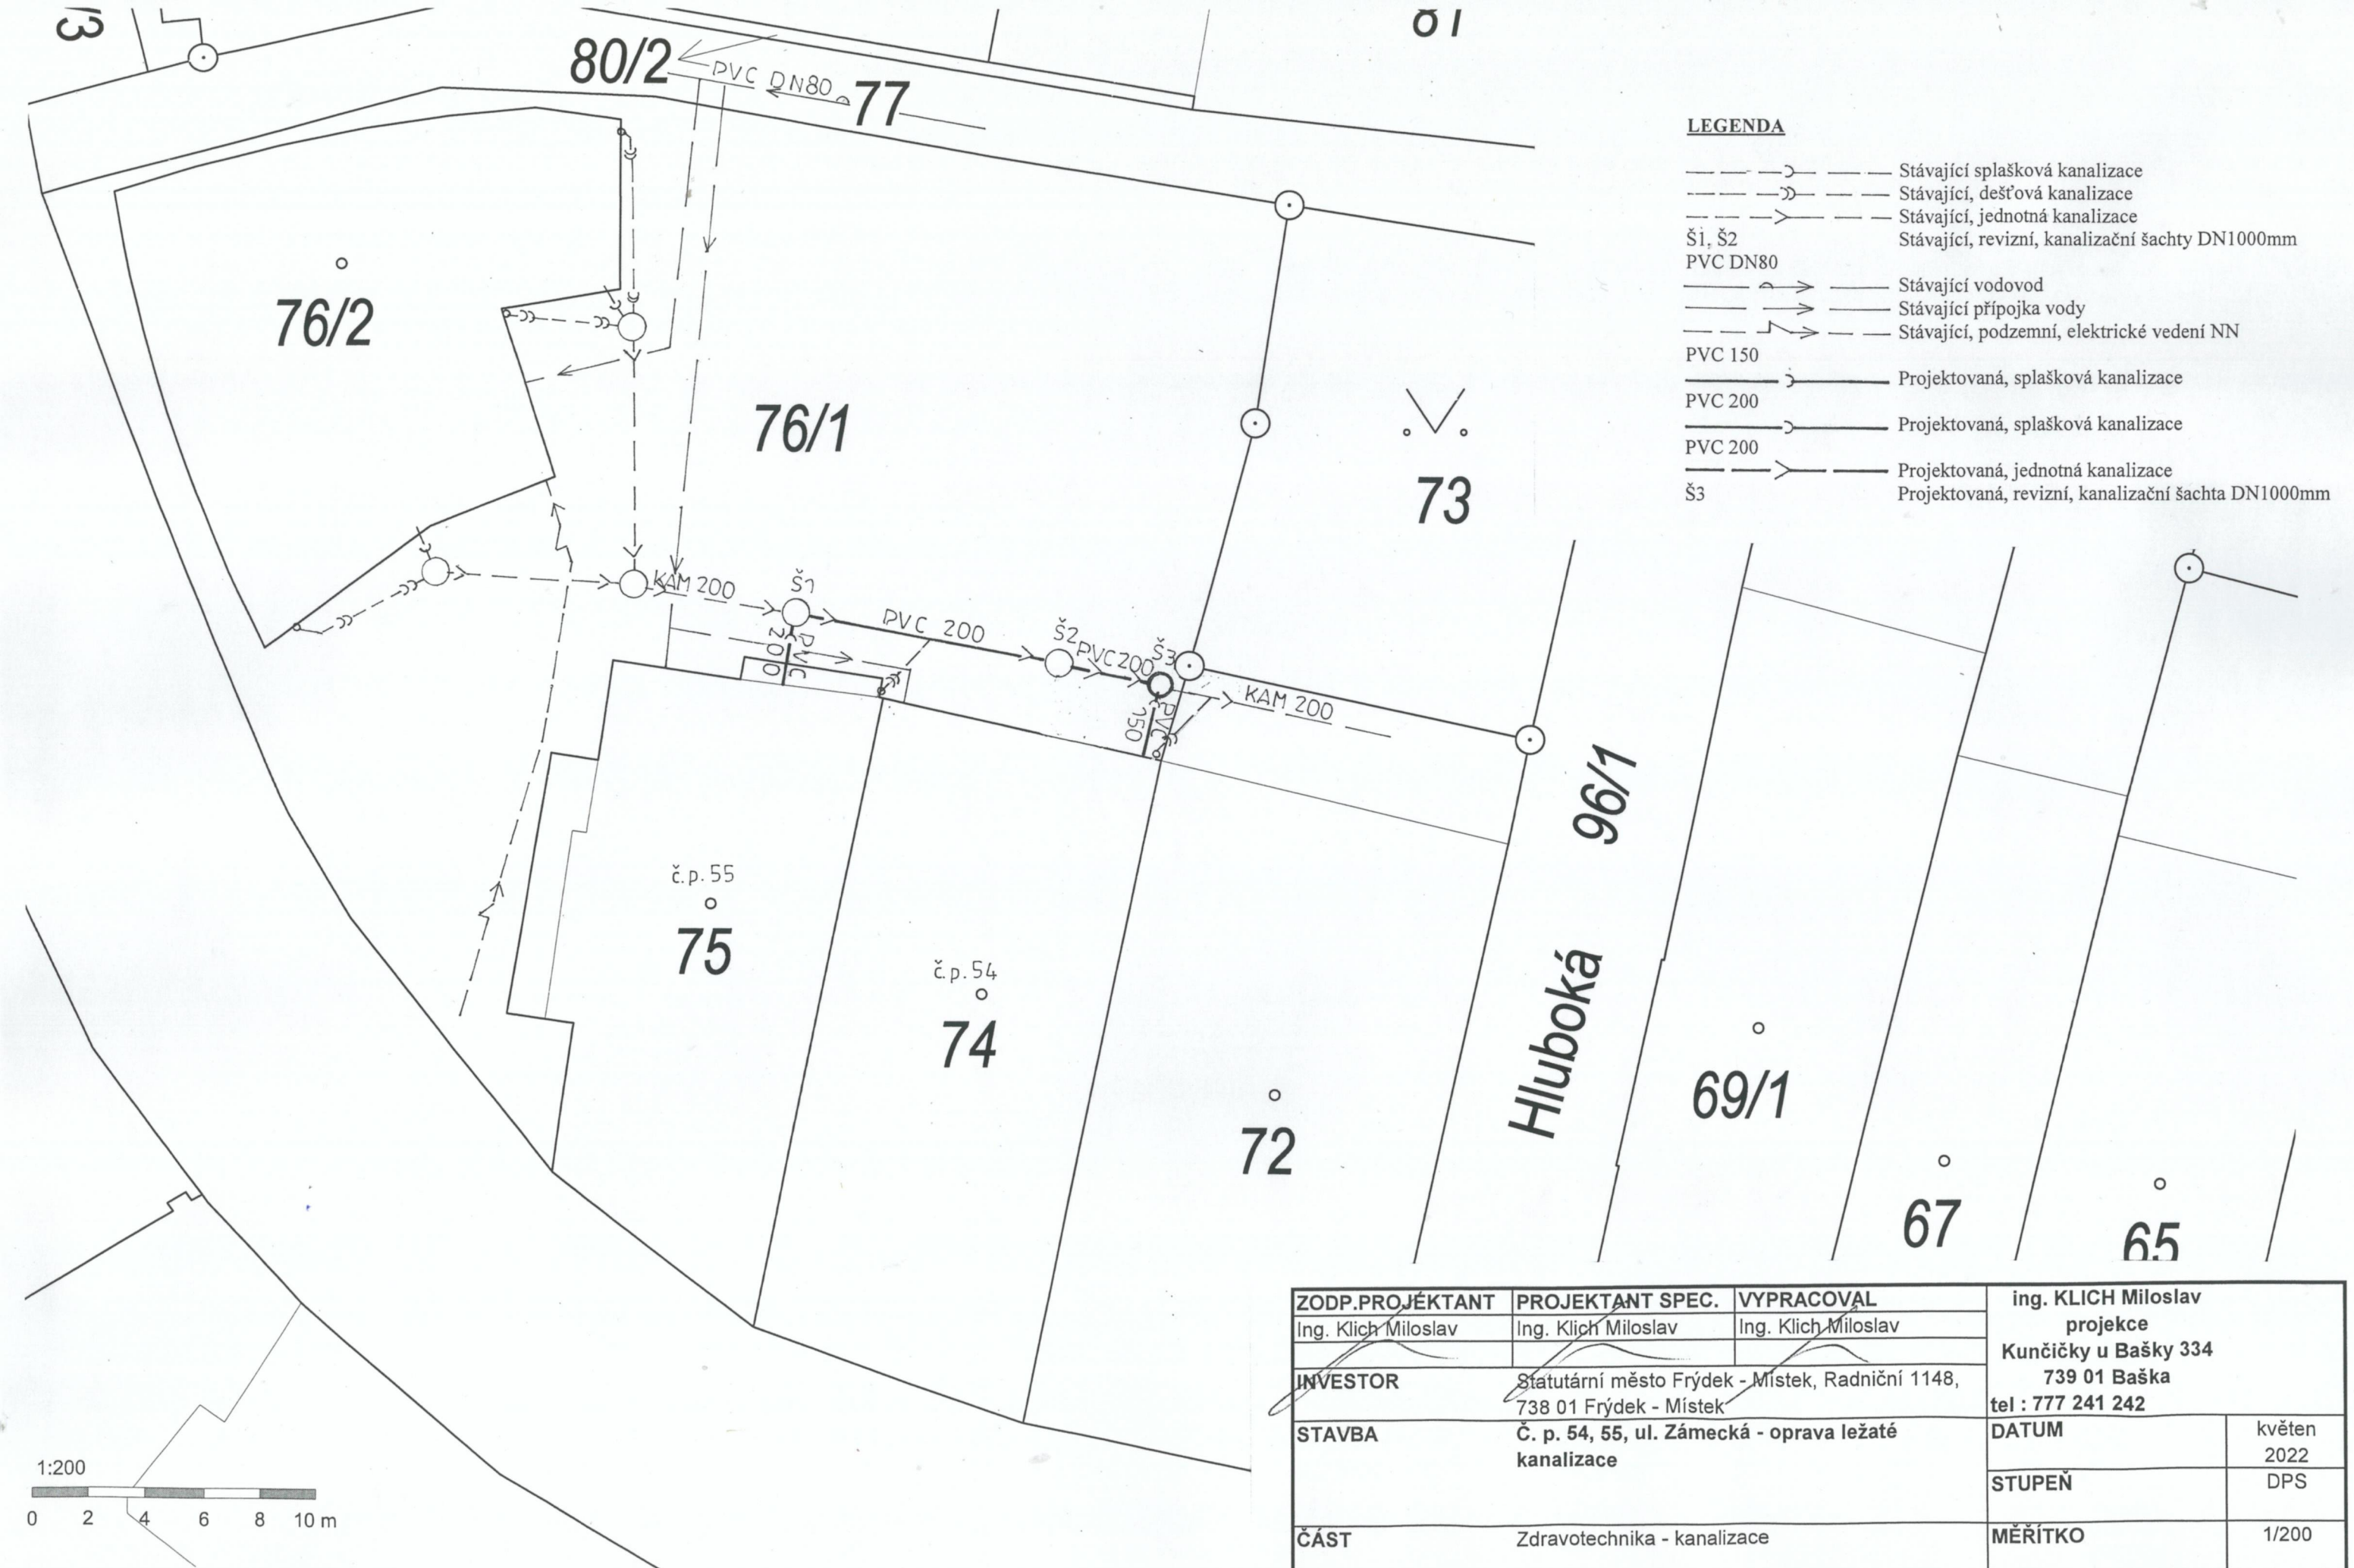 80/2
PVC DN80
77
76/2
76/1
73
KAM 200
Š1
PVC 200
Š2
PVC 200
Š3
PVC
200
PVC
150
KAM 200
96/1
Hluboká
č.p. 55
75
č.p. 54
74
72
69/1
67
65
LEGENDA
Stávající splašková kanalizace
Stávající, dešťová kanalizace
Stávající, jednotná kanalizace
Š1, Š2 Stávající, revizní, kanalizační šachty DN1000mm
PVC DN80
Stávající vodovod
Stávající přípojka vody
Stávající, podzemní, elektrické vedení NN
PVC 150
Projektovaná, splašková kanalizace
PVC 200
Projektovaná, splašková kanalizace
PVC 200
Projektovaná, jednotná kanalizace
Š3 Projektovaná, revizní, kanalizační šachta DN1000mm
1:200
0 2 4 6 8 10 m
ZODP.PROJEKTANT PROJEKTANT SPEC. VYPRACOVAL
Ing. Klich Miloslav Ing. Klich Miloslav Ing. Klich Miloslav
ing. KLICH Miloslav
projekce
Kunčičky u Bašky 334
739 01 Baška
tel : 777 241 242
INVESTOR Statutární město Frýdek - Místek, Radniční 1148,
738 01 Frýdek - Místek
STAVBA Č. p. 54, 55, ul. Zámecká - oprava ležaté
kanalizace
DATUM květen
2022
STUPEŇ DPS
ČÁST Zdravotechnika - kanalizace
MĚŘÍTKO 1/200